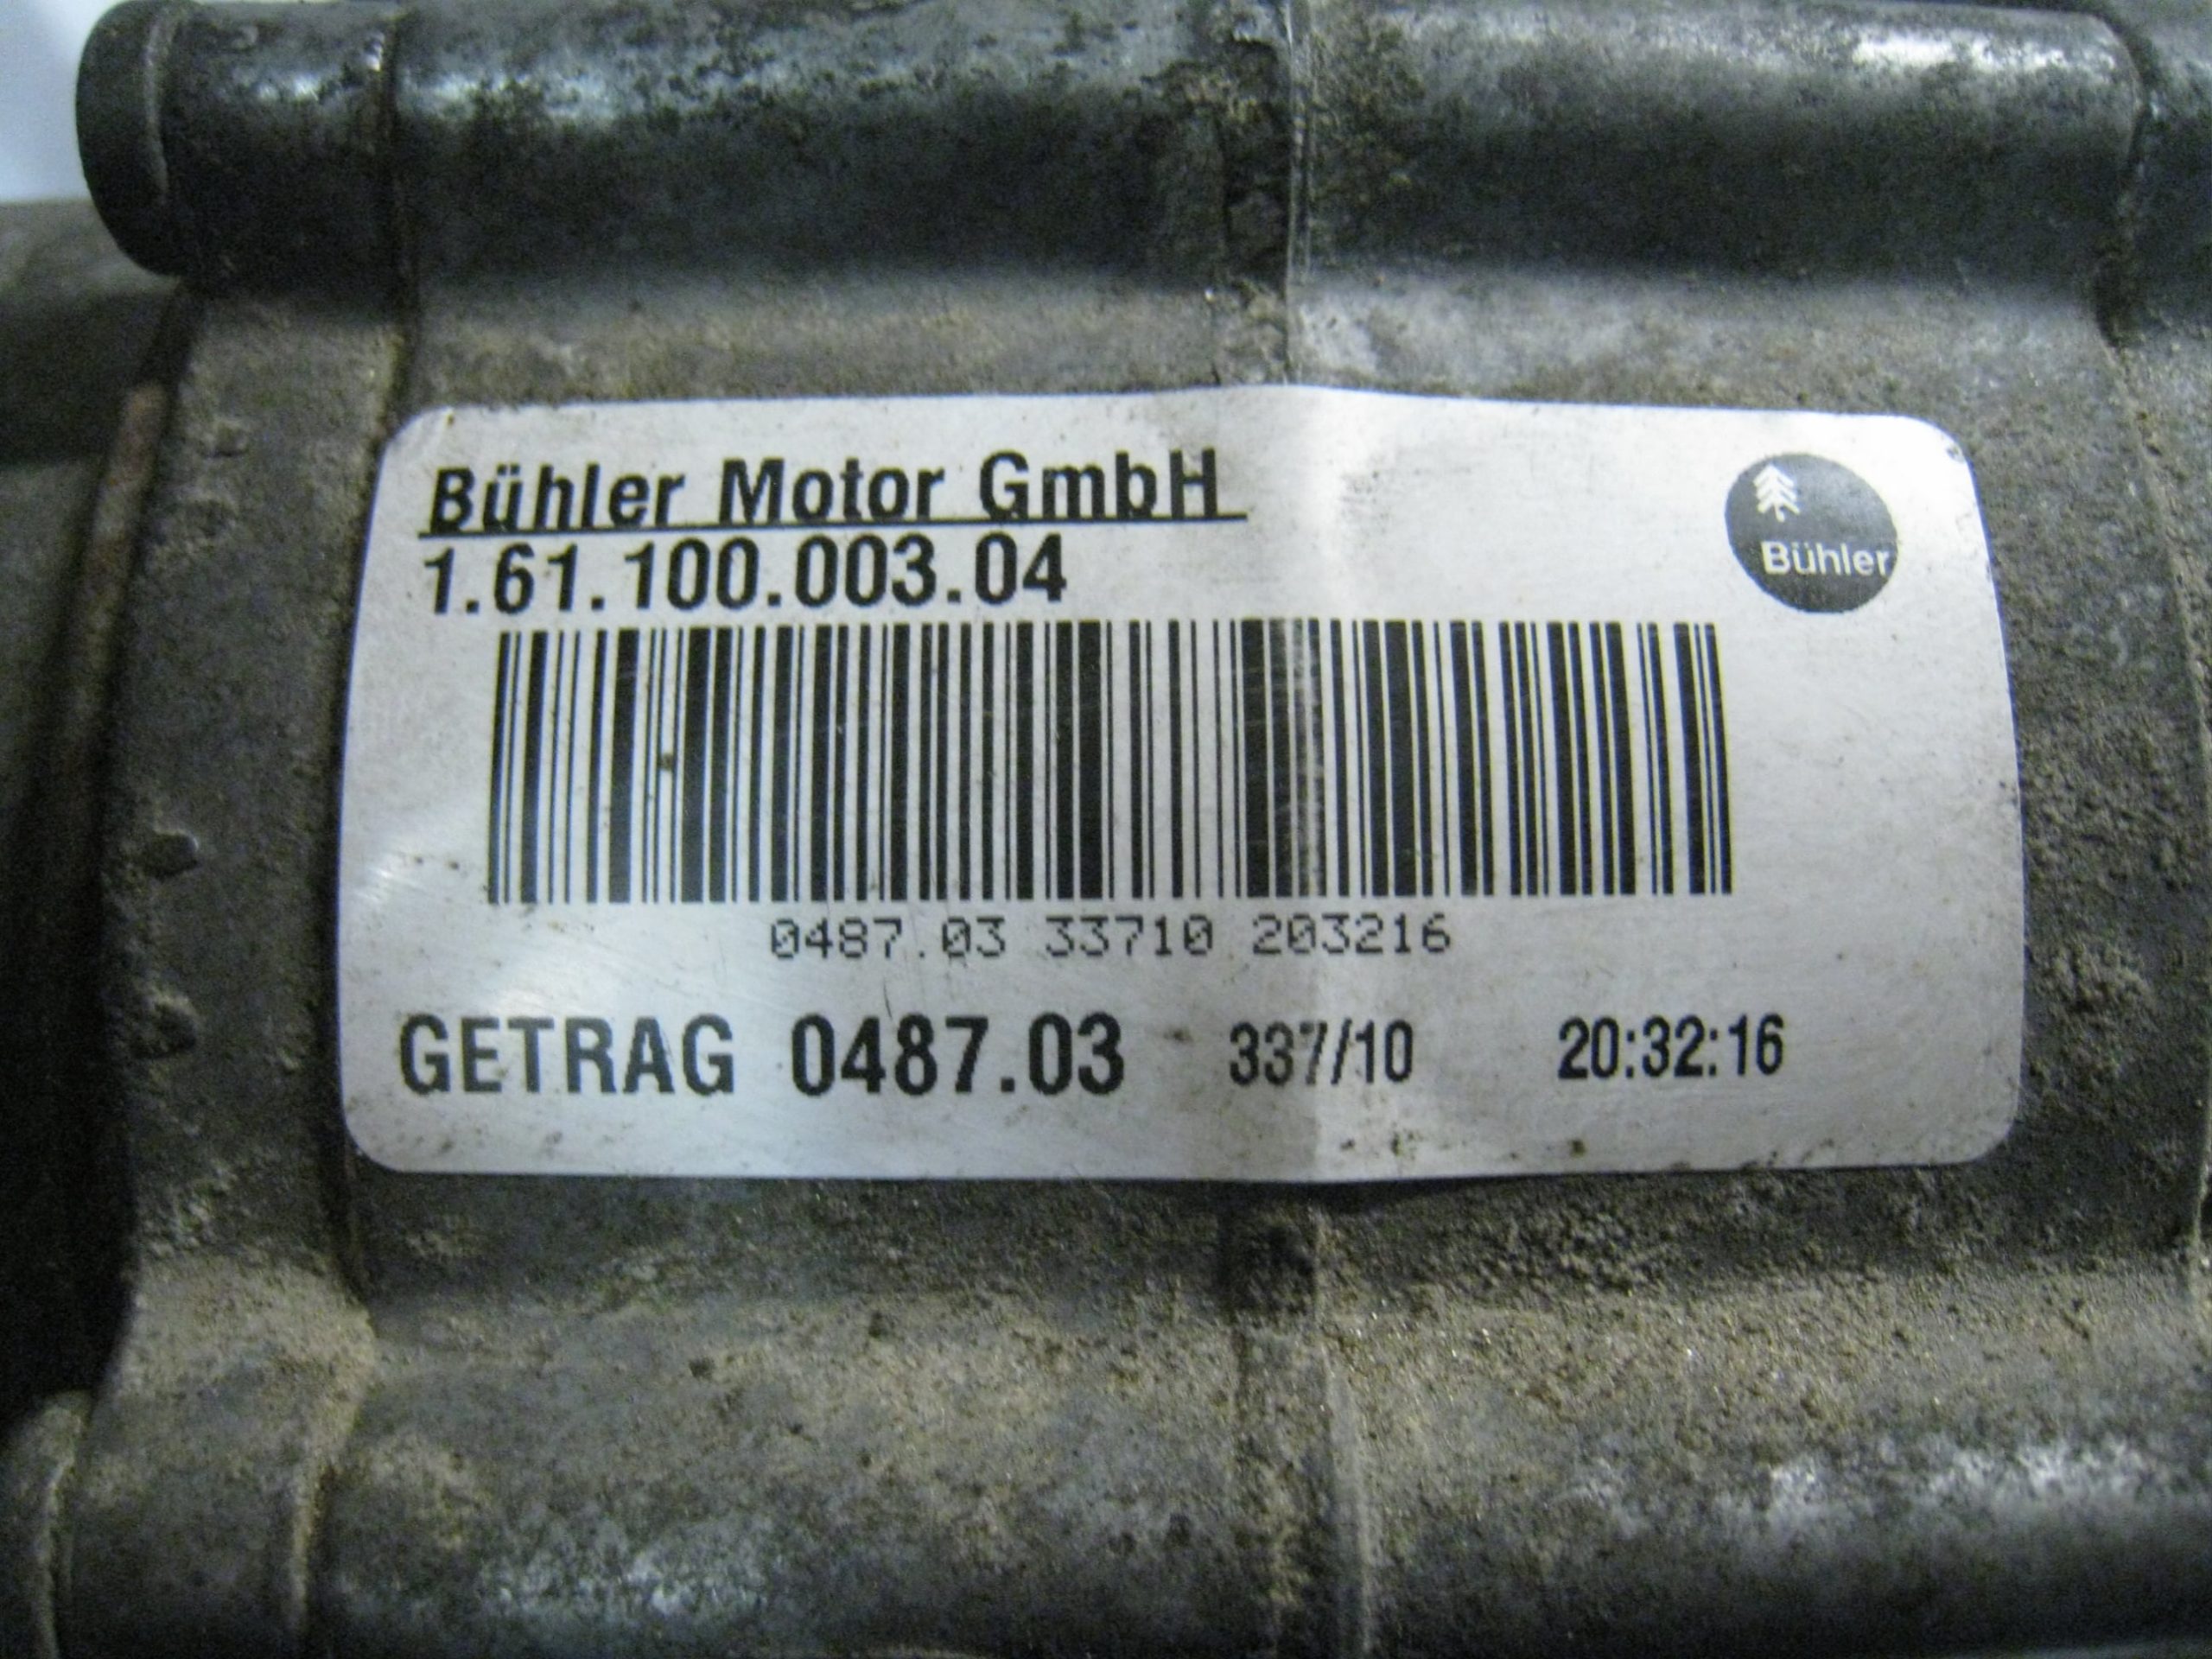 Bühler Motor GmbH
1.61.100.003.04
Bühler
0487.03 33710 203216
GETRAG 0487.03 337/10 20:32:16